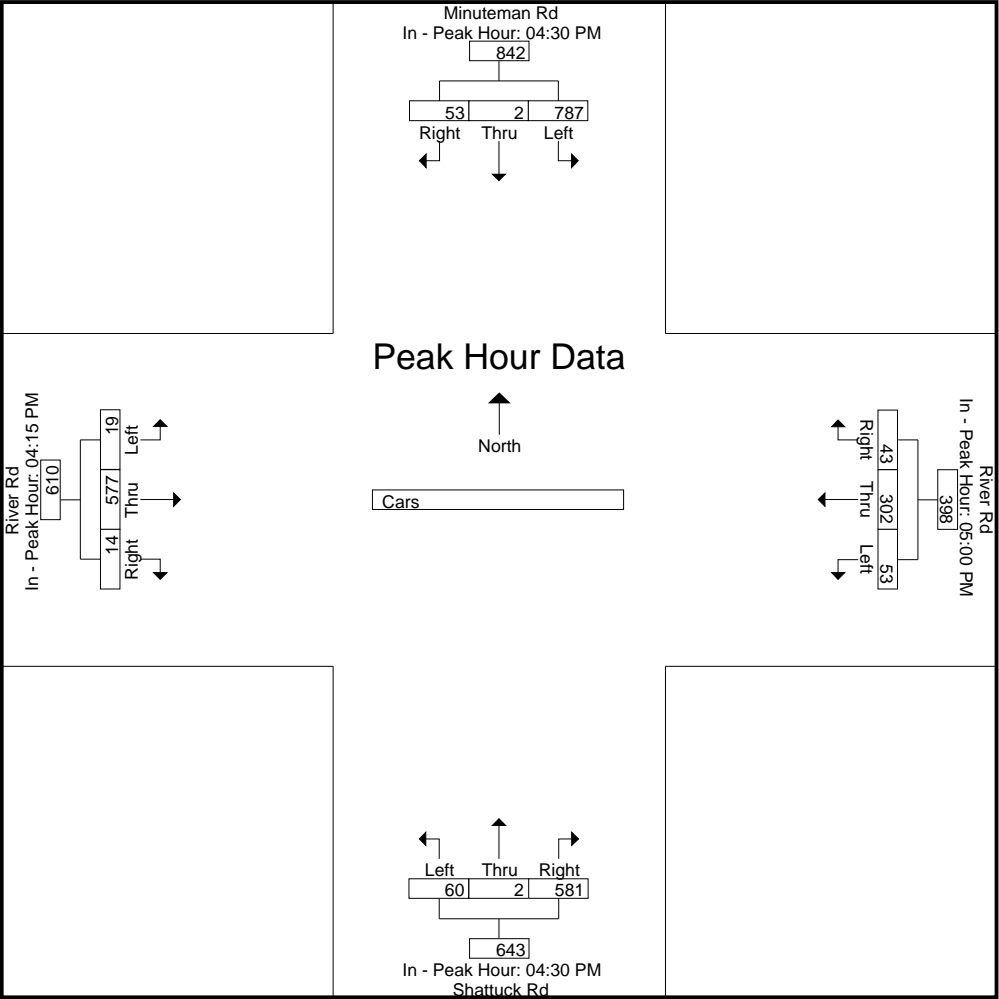 Minuteman Rd
In - Peak Hour: 04:30 PM
842
53 2 787
Right Thru Left
Peak Hour Data
North
Cars
River Rd
In - Peak Hour: 04:15 PM
610
19 577 14
Left Thru Right
River Rd
In - Peak Hour: 05:00 PM
398
43 302 53
Right Thru Left
Left Thru Right
60 2 581
643
In - Peak Hour: 04:30 PM
Shattuck Rd